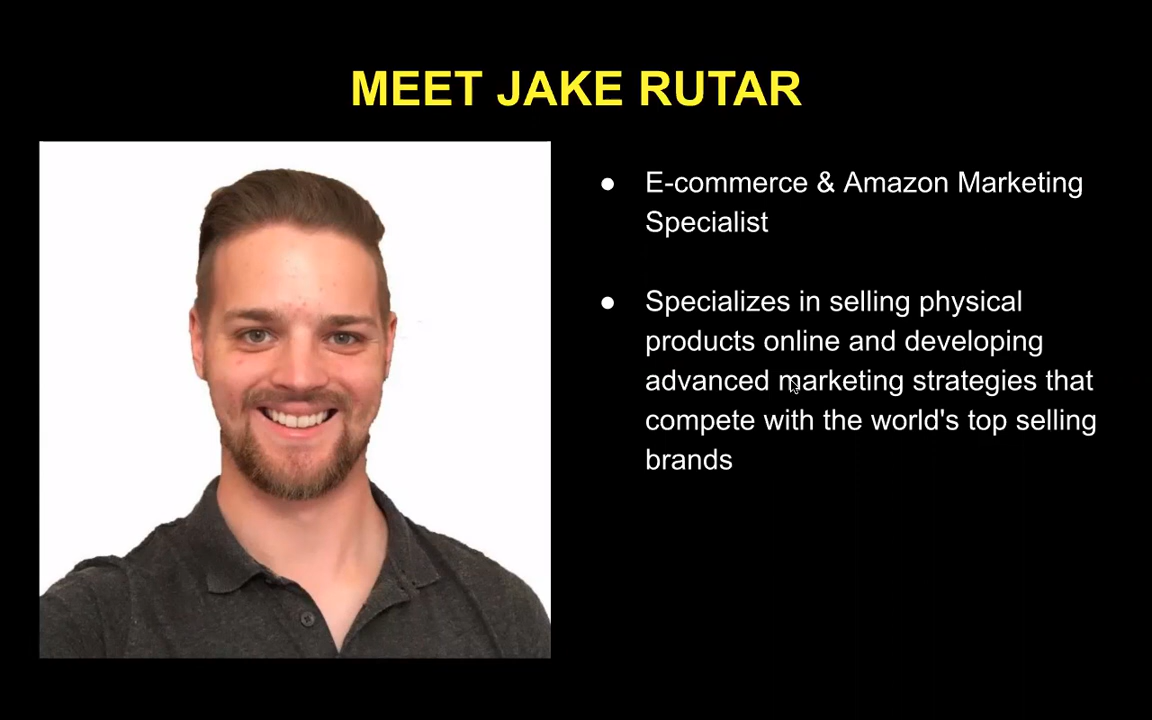 MEET JAKE RUTAR
● E-commerce & Amazon Marketing
Specialist
● Specializes in selling physical
products online and developing
advanced marketing strategies that
compete with the world's top selling
brands